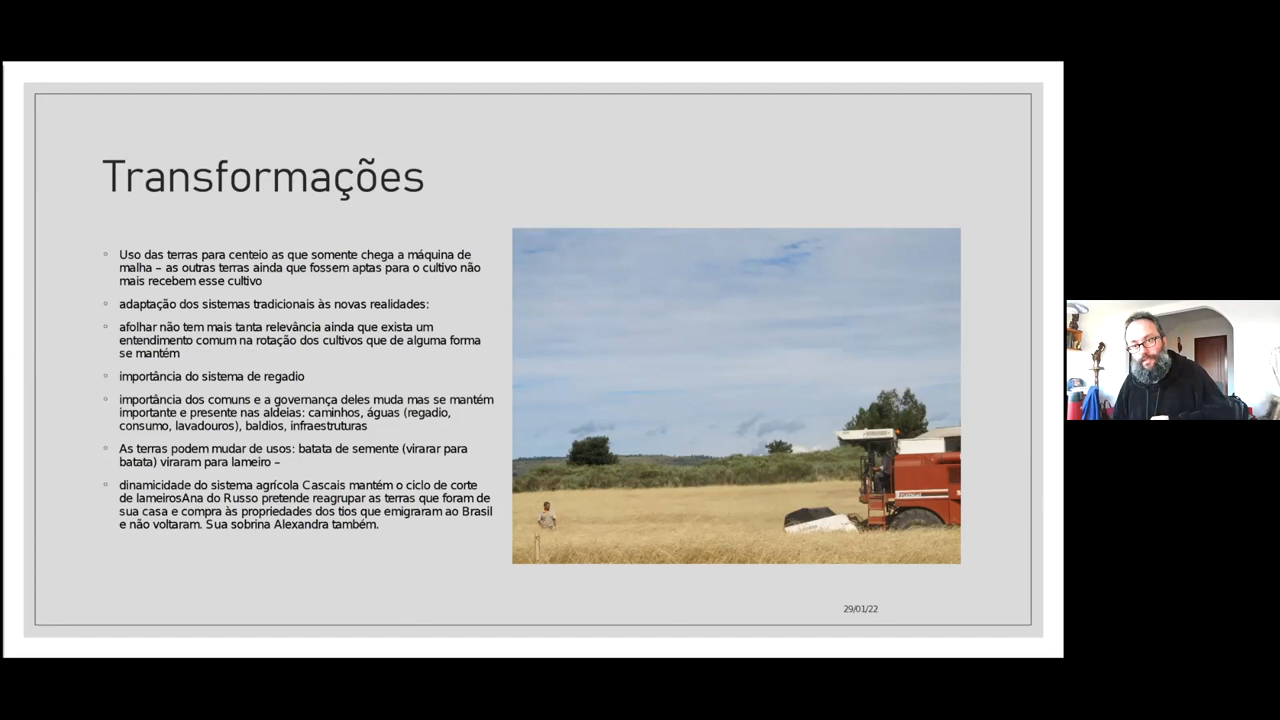 Transformações
Uso das terras para centeio as que somente chega a máquina de
malha – as outras terras ainda que fossem aptas para o cultivo não
mais recebem esse cultivo
adaptação dos sistemas tradicionais às novas realidades:
afolhar não tem mais tanta relevância ainda que exista um
entendimento comum na rotação dos cultivos que de alguma forma
se mantém
importância do sistema de regadio
importância dos comuns e a governança deles muda mas se mantém
importante e presente nas aldeias: caminhos, águas (regadio,
consumo, lavadouros), baldios, infraestruturas
As terras podem mudar de usos: batata de semente (virarar para
batata) viraram para lameiro –
dinamicidade do sistema agrícola Cascais mantém o ciclo de corte
de lameirosAna do Russo pretende reagrupar as terras que foram de
sua casa e compra às propriedades dos tios que emigraram ao Brasil
e não voltaram. Sua sobrina Alexandra também.
29/01/22